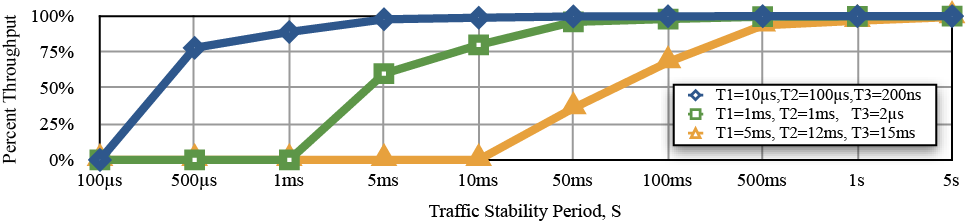 Percent Throughput
100%
75%
50%
25%
0%
T1=10µs,T2=100µs,T3=200ns
T1=1ms, T2=1ms, T3=2µs
T1=5ms, T2=12ms, T3=15ms
100µs 500µs 1ms 5ms 10ms 50ms 100ms 500ms 1s 5s
Traffic Stability Period, S